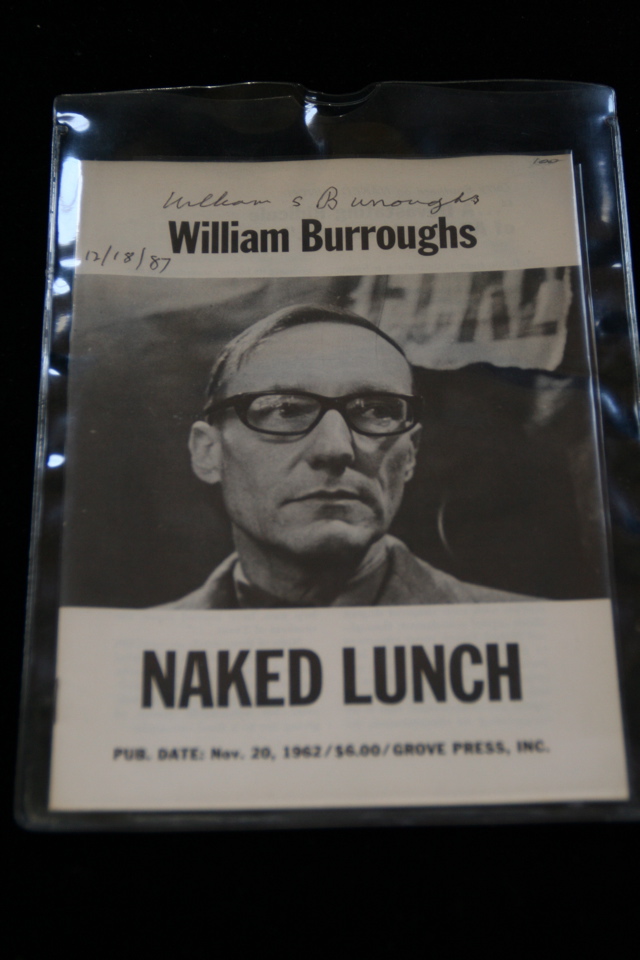 William S Burroughs
William Burroughs
12/18/87
NAKED LUNCH
PUB. DATE: Nov. 20, 1962/$6.00/GROVE PRESS, INC.